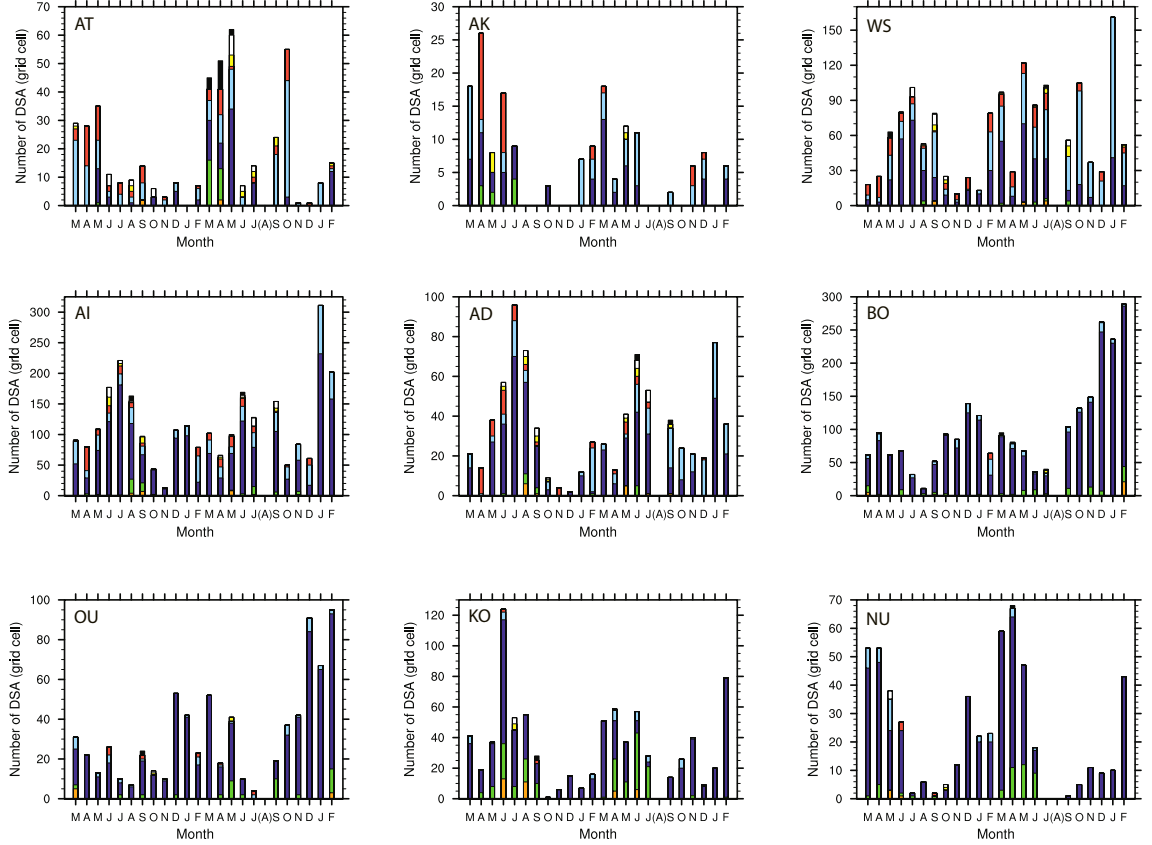 70
60
50
40
30
20
10
0
Number of DSA (grid cell)
AT
M A M J J A S O N D J F M A M J J (A) S O N D J F
Month
30
25
20
15
10
5
0
Number of DSA (grid cell)
AK
M A M J J A S O N D J F M A M J J (A) S O N D J F
Month
150
120
90
60
30
0
Number of DSA (grid cell)
WS
M A M J J A S O N D J F M A M J J (A) S O N D J F
Month
300
250
200
150
100
50
0
Number of DSA (grid cell)
AI
M A M J J A S O N D J F M A M J J (A) S O N D J F
Month
100
80
60
40
20
0
Number of DSA (grid cell)
AD
M A M J J A S O N D J F M A M J J (A) S O N D J F
Month
300
250
200
150
100
50
0
Number of DSA (grid cell)
BO
M A M J J A S O N D J F M A M J J (A) S O N D J F
Month
100
80
60
40
20
0
Number of DSA (grid cell)
OU
M A M J J A S O N D J F M A M J J (A) S O N D J F
Month
120
100
80
60
40
20
0
Number of DSA (grid cell)
KO
M A M J J A S O N D J F M A M J J (A) S O N D J F
Month
70
60
50
40
30
20
10
0
Number of DSA (grid cell)
NU
M A M J J A S O N D J F M A M J J (A) S O N D J F
Month